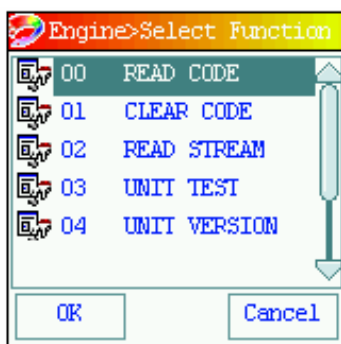 Engine>Select Function
00 READ CODE
01 CLEAR CODE
02 READ STREAM
03 UNIT TEST
04 UNIT VERSION
OK Cancel